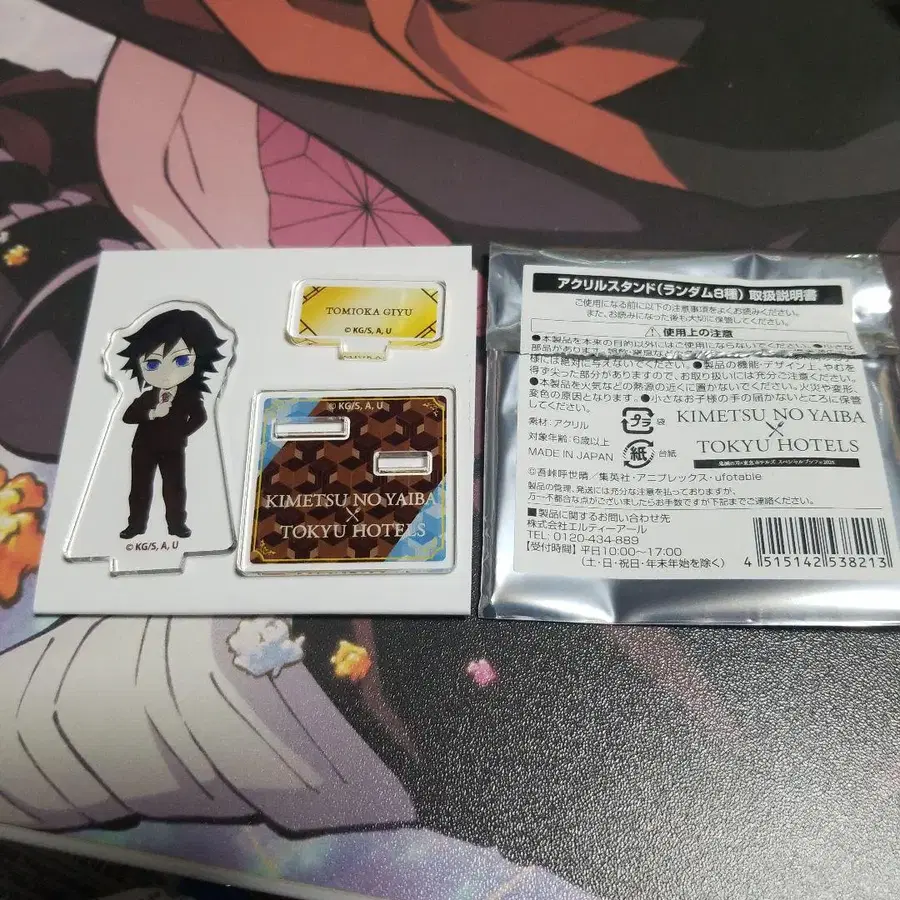 TOMIOKA GIYU
©KG/S, A, U
©KG/S, A, U
©KG/S, A, U
KIMETSU NO YAIBA
×
TOKYU HOTELS
アクリルスタンド(ランダム8種) 取扱説明書
ご使用になる前に以下の注意事項をよくお読みください。
また、お読みになった後も大切に保管してください。
⚠ 使用上の注意
●本製品を本来の目的以外にはご使用にならないでください。
様には絶対に与えないでください。●製品の機能・デザイン上、やむを
得ず尖った部分がありますので、お取り扱いには充分ご注意ください。
●本製品を火気などの熱源の近くに置かないでください。火災や変形、
変色の原因となります。●小さなお子様の手の届かないところに保管
してください。
素材：アクリル
対象年齢：6歳以上
MADE IN JAPAN
プラ 袋
紙 台紙
KIMETSU NO YAIBA
×
TOKYU HOTELS
©吾峠呼世晴／集英社・アニプレックス・ufotable
製品の管理、発送には充分な注意を払っておりますが、
万一不都合な点がございましたらお手数ですが下記までご連絡ください。
■製品に関するお問い合わせ先
株式会社エルティーアール
TEL：0120-434-889
【受付時間】平日10:00～17:00
(土・日・祝日・年末年始を除く)
4 515142 538213